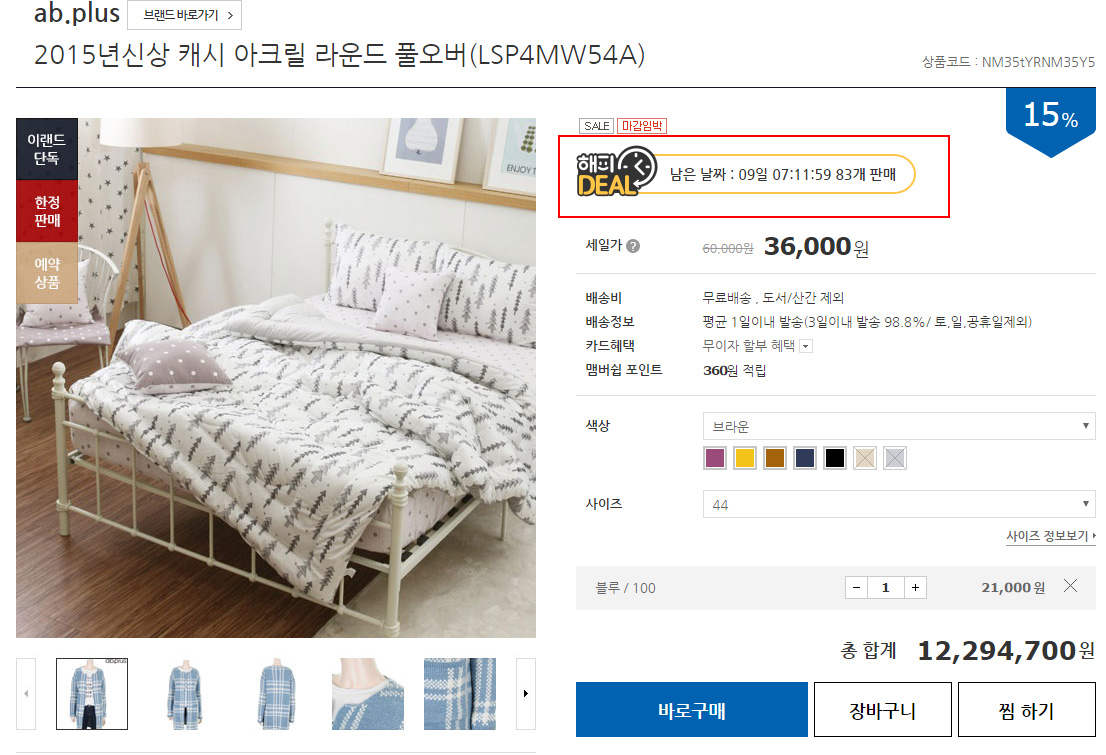 ab.plus 브랜드 바로가기 >
2015년신상 캐시 아크릴 라운드 풀오버(LSP4MW54A)
상품코드 : NM35tYRNM35Y5
15%
이랜드
단독
한정
판매
예약
상품
ENJOY
SALE 마감임박
해피
DEAL
남은 날짜 : 09일 07:11:59 83개 판매
세일가 ? 60,000원 36,000원
배송비 무료배송 , 도서/산간 제외
배송정보 평균 1일이내 발송(3일이내 발송 98.8%/ 토,일,공휴일제외)
카드혜택 무이자 할부 혜택
맴버쉽 포인트 360원 적립
색상 브라운
사이즈 44
사이즈 정보보기
블루 / 100 - 1 + 21,000 원
총 합계 12,294,700원
abplus
바로구매 장바구니 찜 하기